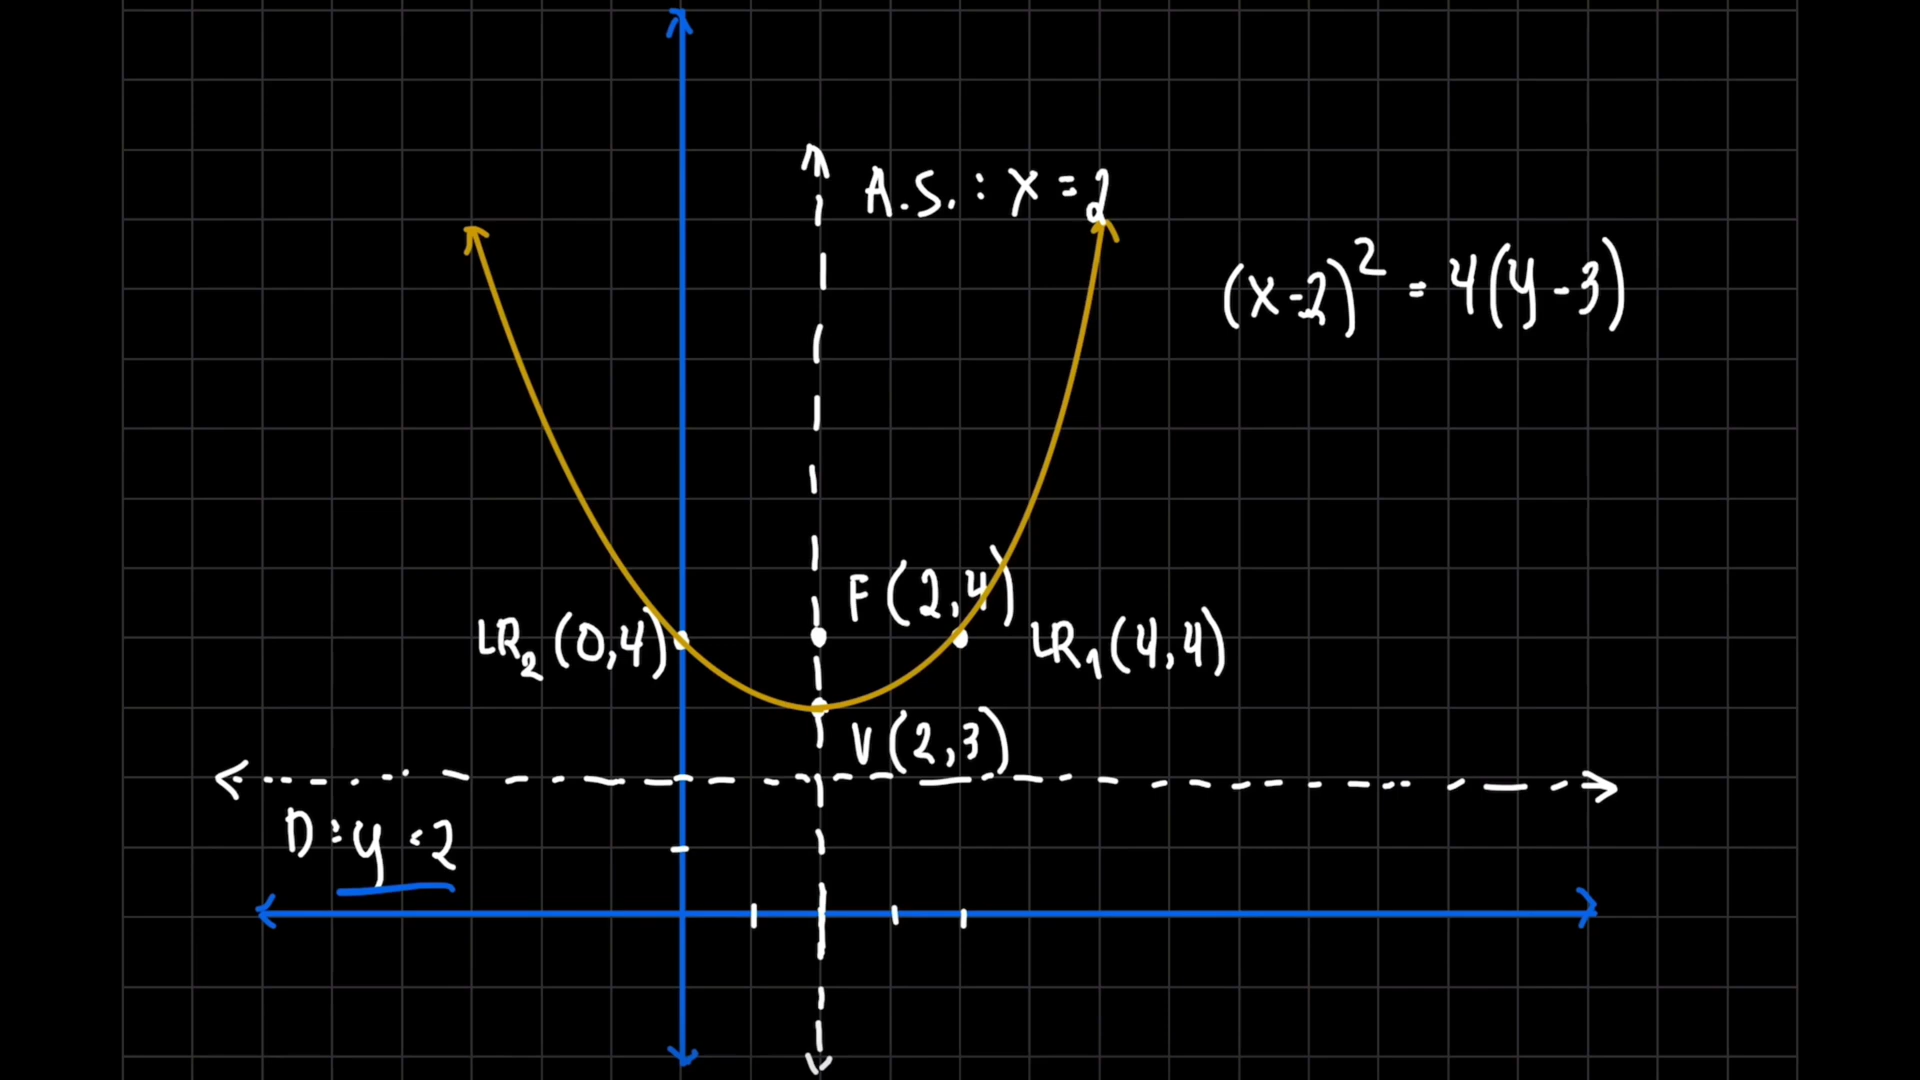 A.S. : x = 2
(x-2)² = 4(y-3)
F(2,4)
LR₂(0,4)
LR₁(4,4)
V(2,3)
D: y = 2